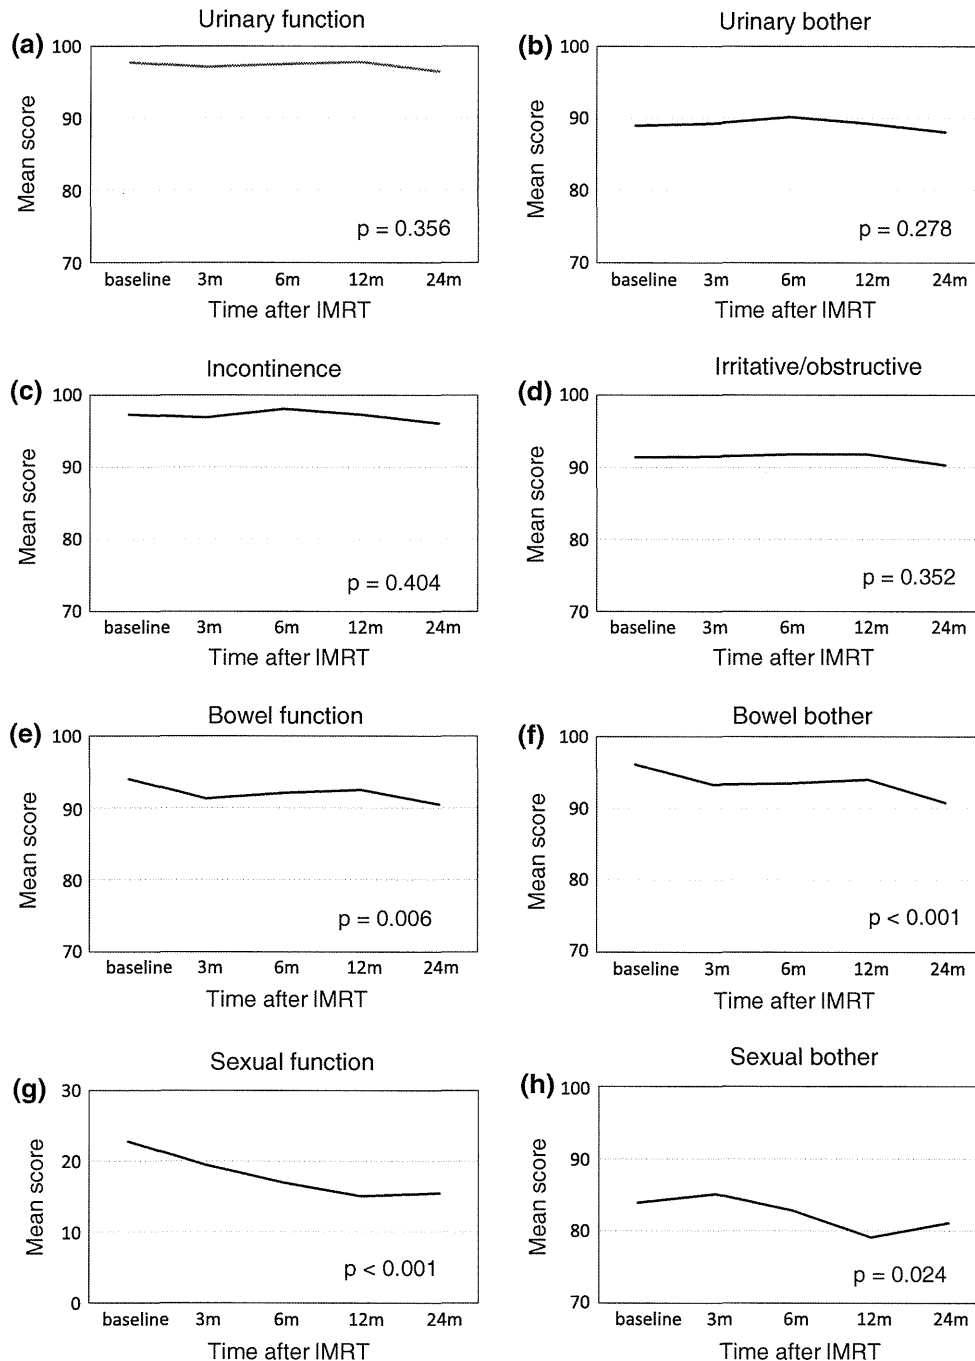 Urinary function
(a)
100
90
80
70
Mean score
p = 0.356
baseline 3m 6m 12m 24m
Time after IMRT
Urinary bother
(b)
100
90
80
70
Mean score
p = 0.278
baseline 3m 6m 12m 24m
Time after IMRT
Incontinence
(c)
100
90
80
70
Mean score
p = 0.404
baseline 3m 6m 12m 24m
Time after IMRT
Irritative/obstructive
(d)
100
90
80
70
Mean score
p = 0.352
baseline 3m 6m 12m 24m
Time after IMRT
Bowel function
(e)
100
90
80
70
Mean score
p = 0.006
baseline 3m 6m 12m 24m
Time after IMRT
Bowel bother
(f)
100
90
80
70
Mean score
p < 0.001
baseline 3m 6m 12m 24m
Time after IMRT
Sexual function
(g)
30
20
10
0
Mean score
p < 0.001
baseline 3m 6m 12m 24m
Time after IMRT
Sexual bother
(h)
100
90
80
70
Mean score
p = 0.024
baseline 3m 6m 12m 24m
Time after IMRT